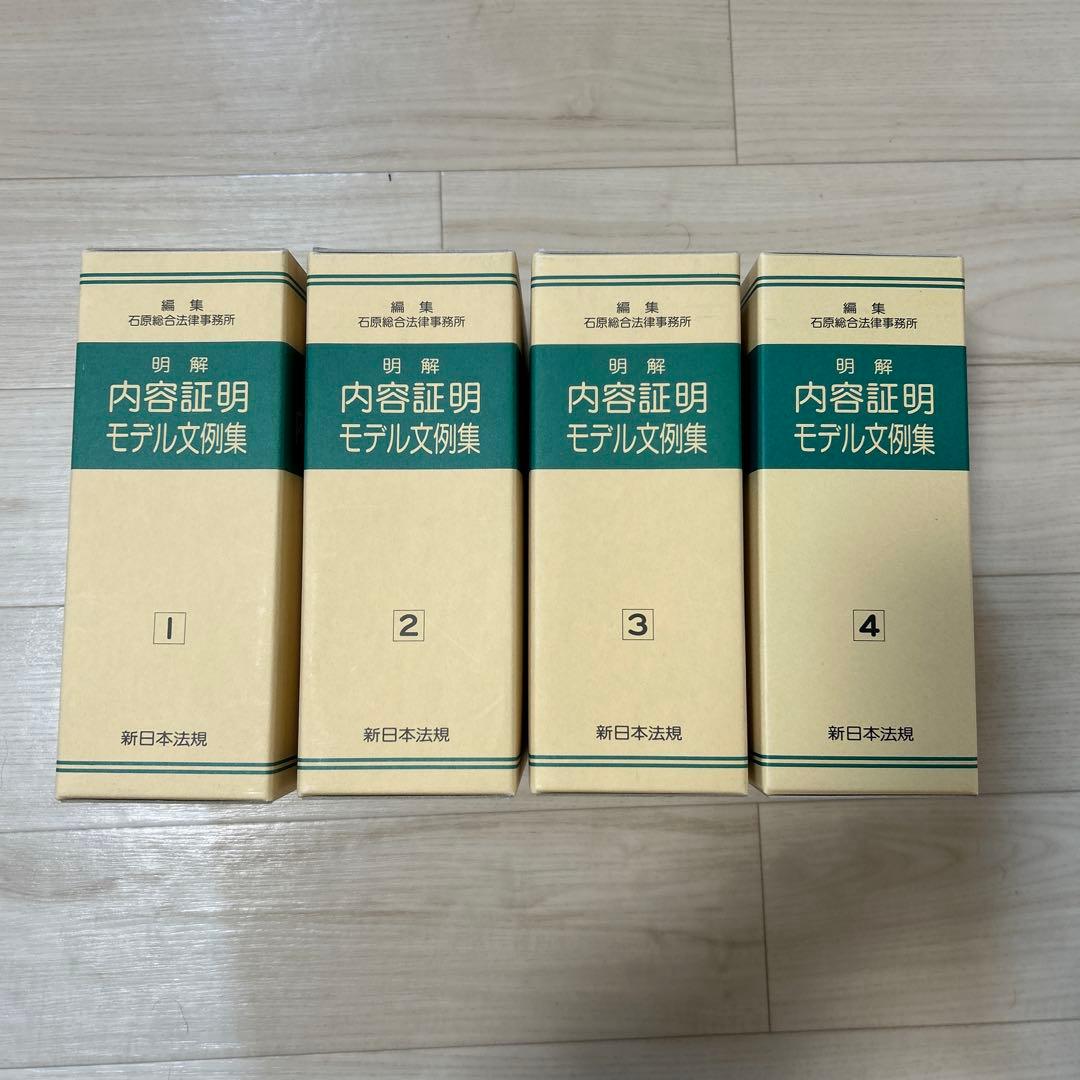 編集
石原総合法律事務所
明解
内容証明
モデル文例集
1
新日本法規
編集
石原総合法律事務所
明解
内容証明
モデル文例集
2
新日本法規
編集
石原総合法律事務所
明解
内容証明
モデル文例集
3
新日本法規
編集
石原総合法律事務所
明解
内容証明
モデル文例集
4
新日本法規